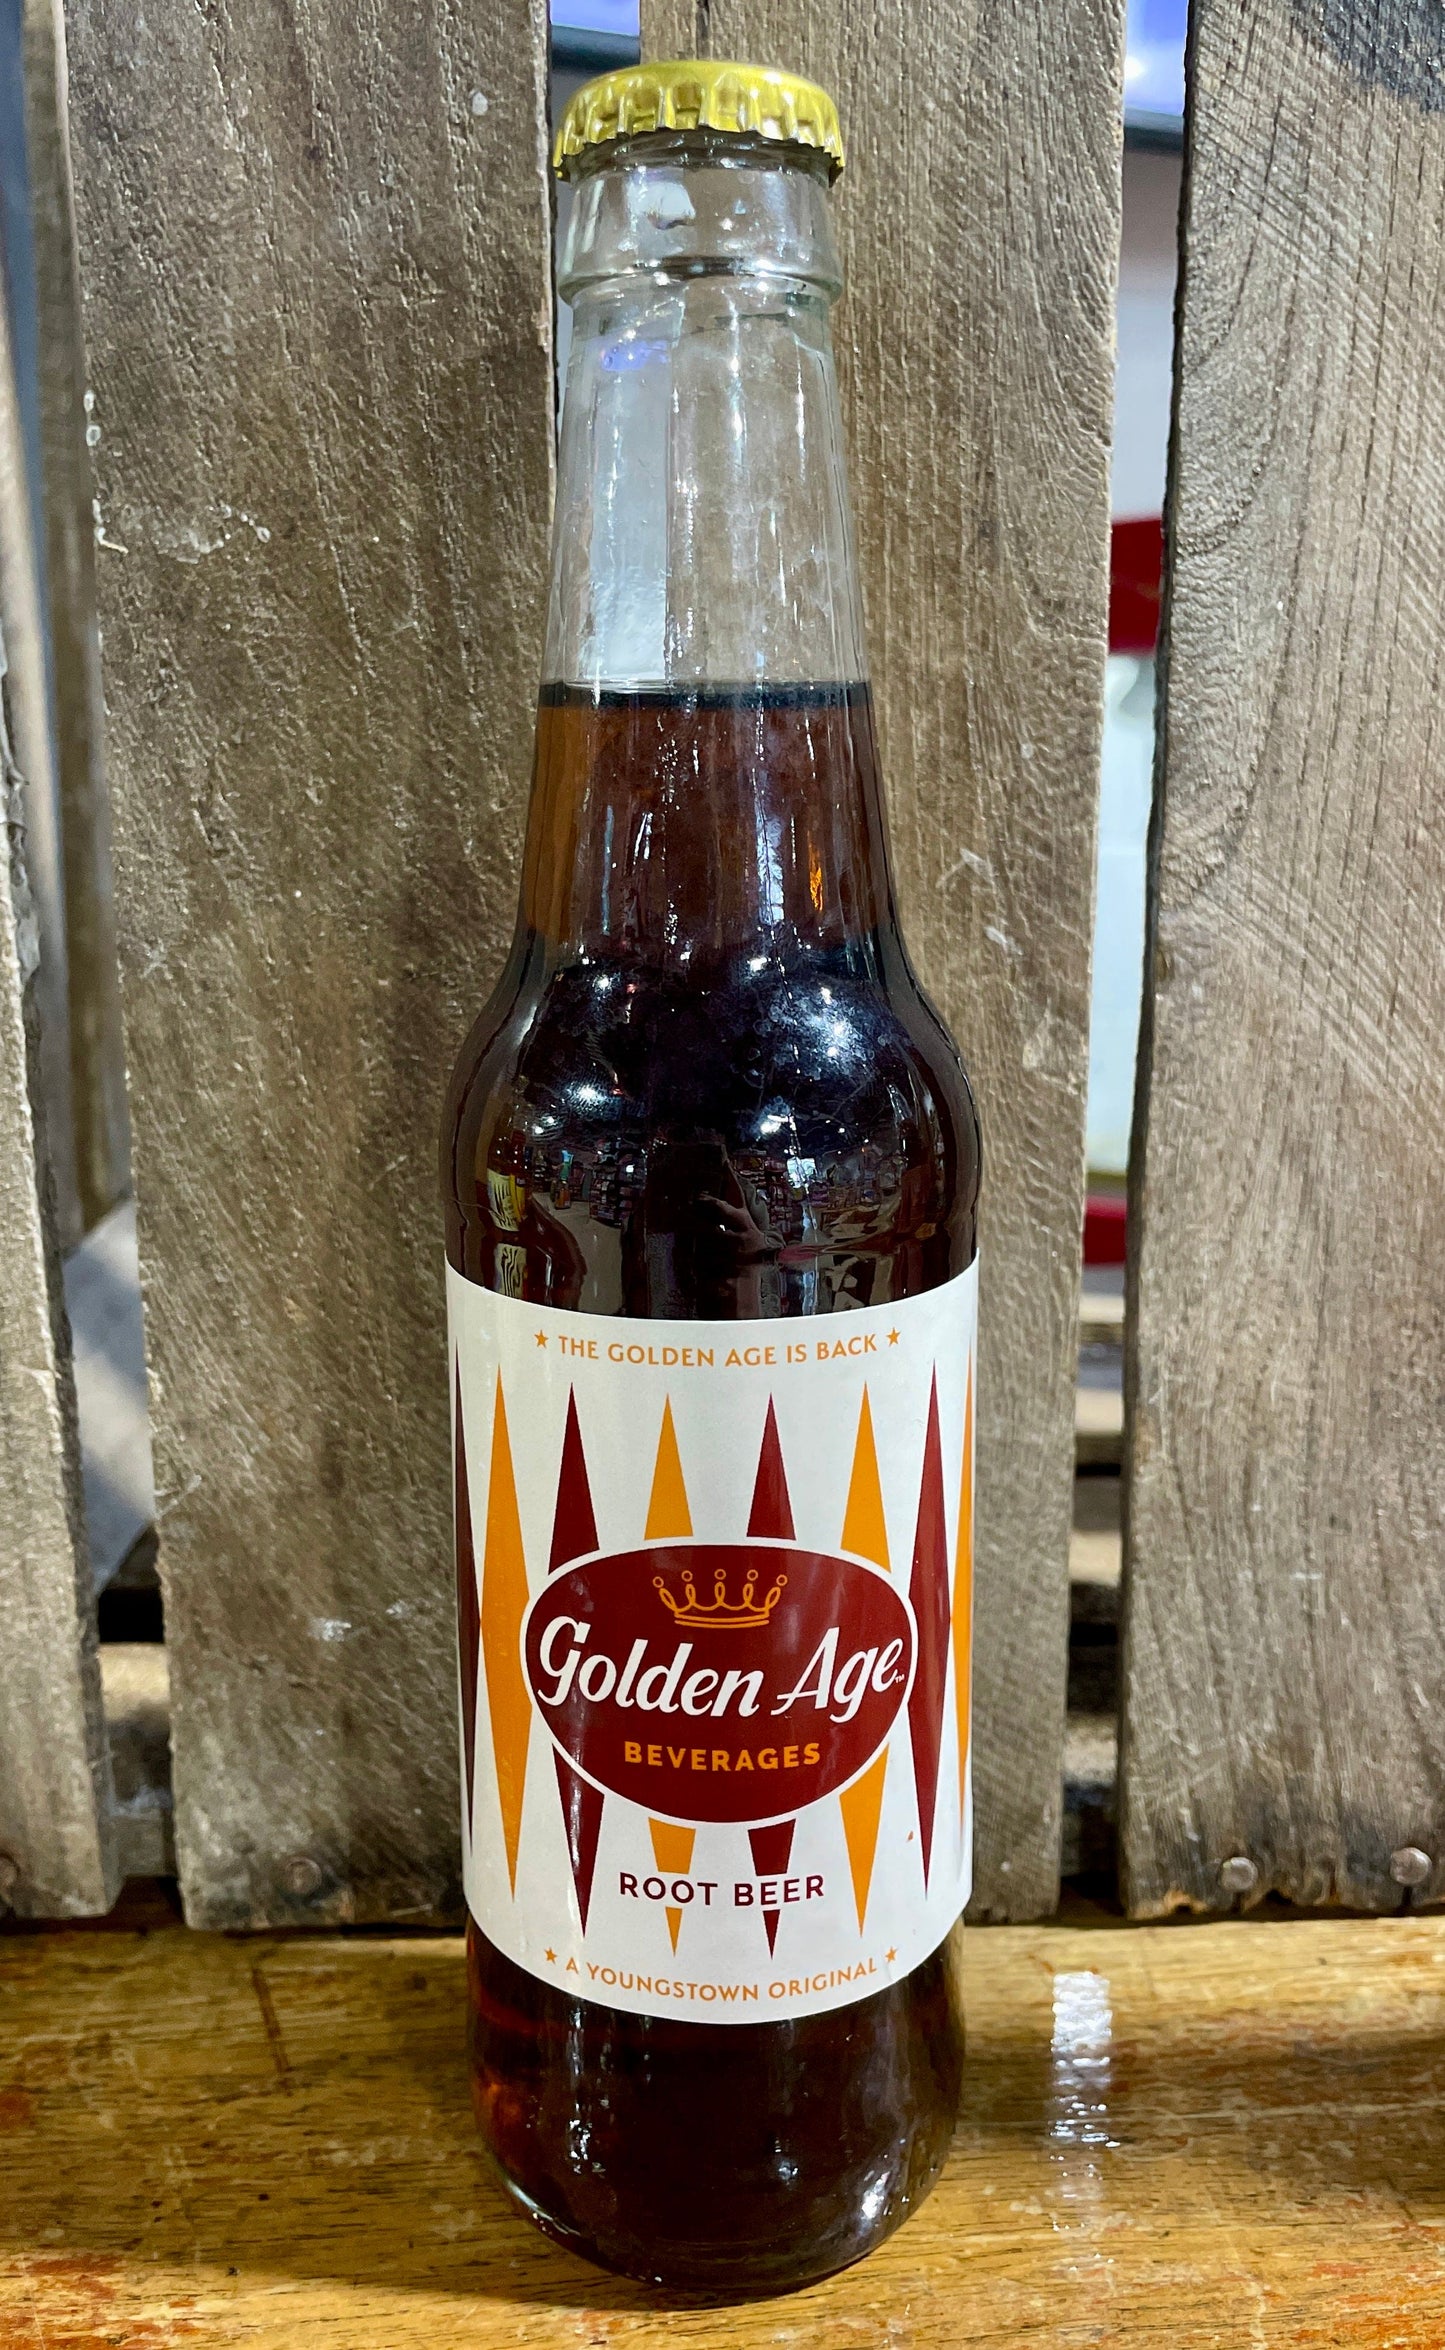 ★ THE GOLDEN AGE IS BACK ★
Golden Age™
BEVERAGES
ROOT BEER
★ A YOUNGSTOWN ORIGINAL ★